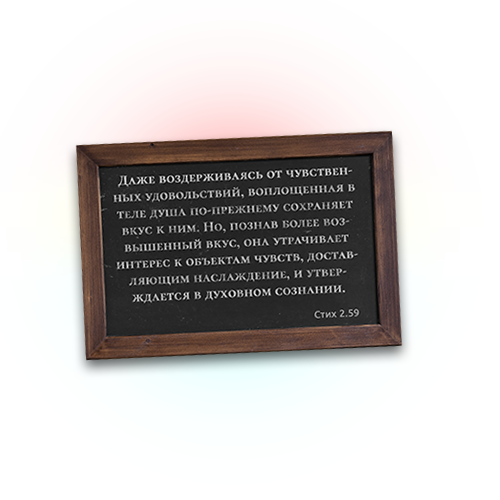 Даже воздерживаясь от чувствен-
ных удовольствий, воплощенная в
теле душа по-прежнему сохраняет
вкус к ним. Но, познав более воз-
вышенный вкус, она утрачивает
интерес к объектам чувств, достав-
ляющим наслаждение, и утвер-
ждается в духовном сознании.
Стих 2.59